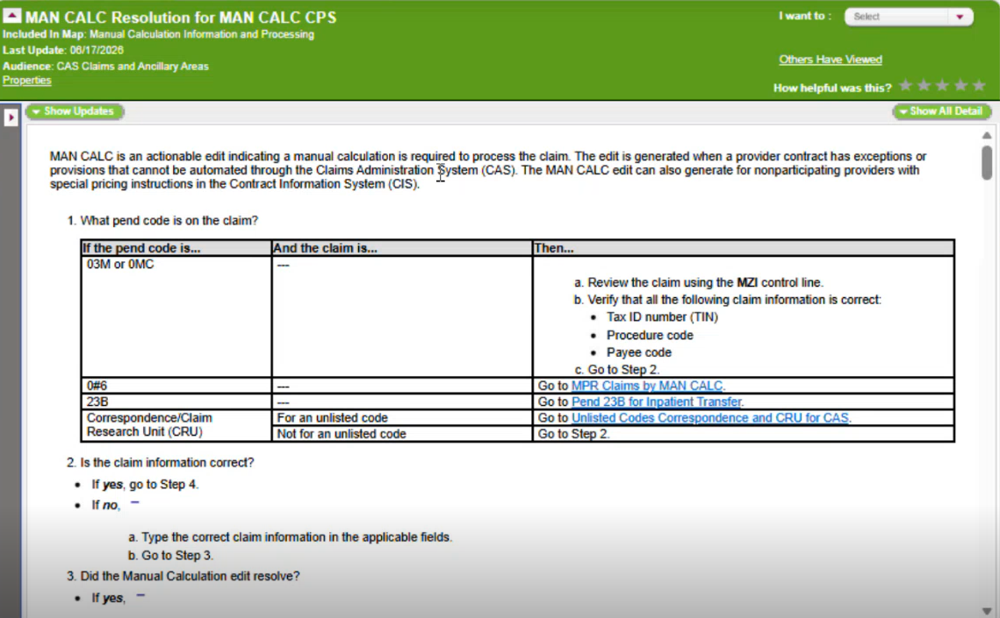 MAN CALC Resolution for MAN CALC CPS
Included In Map: Manual Calculation Information and Processing
Last Update: 06/17/2026
Audience: CAS Claims and Ancillary Areas
Properties
I want to :
Select
Others Have Viewed
How helpful was this?
Show Updates
Show All Detail
MAN CALC is an actionable edit indicating a manual calculation is required to process the claim. The edit is generated when a provider contract has exceptions or
provisions that cannot be automated through the Claims Administration System (CAS). The MAN CALC edit can also generate for nonparticipating providers with
special pricing instructions in the Contract Information System (CIS).
1. What pend code is on the claim?
If the pend code is... And the claim is... Then...
03M or 0MC ---
a. Review the claim using the MZI control line.
b. Verify that all the following claim information is correct:
• Tax ID number (TIN)
• Procedure code
• Payee code
c. Go to Step 2.
0#6 --- Go to MPR Claims by MAN CALC.
23B --- Go to Pend 23B for Inpatient Transfer.
Correspondence/Claim For an unlisted code Go to Unlisted Codes Correspondence and CRU for CAS.
Research Unit (CRU) Not for an unlisted code Go to Step 2.
2. Is the claim information correct?
• If yes, go to Step 4.
• If no, –
a. Type the correct claim information in the applicable fields.
b. Go to Step 3.
3. Did the Manual Calculation edit resolve?
• If yes, –